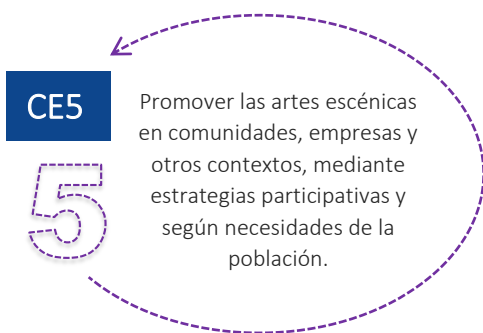 CE5
5
Promover las artes escénicas
en comunidades, empresas y
otros contextos, mediante
estrategias participativas y
según necesidades de la
población.